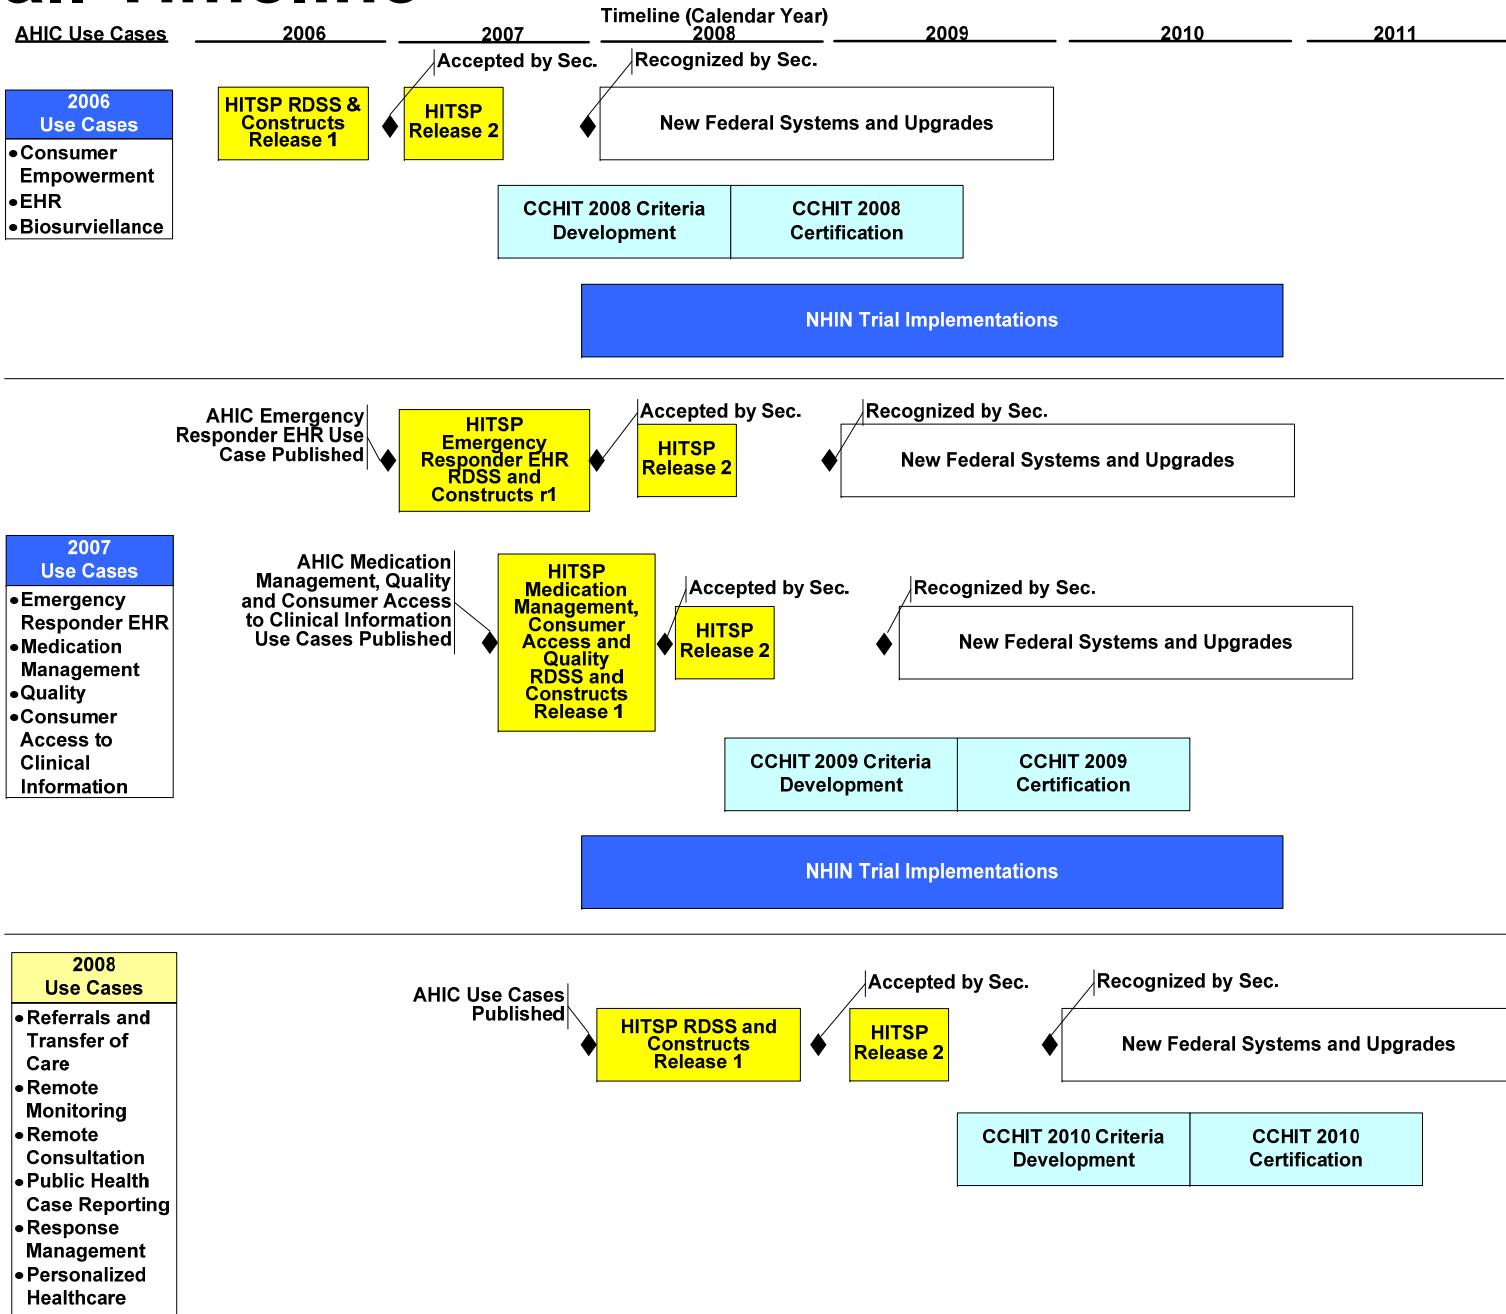 Timeline (Calendar Year)
AHIC Use Cases
2006
2007
2008
2009
2010
2011
Accepted by Sec.
Recognized by Sec.
2006
Use Cases
•Consumer
Empowerment
•EHR
•Biosurviellance
HITSP RDSS &
Constructs
Release 1
HITSP
Release 2
New Federal Systems and Upgrades
CCHIT 2008 Criteria
Development
CCHIT 2008
Certification
NHIN Trial Implementations
AHIC Emergency
Responder EHR Use
Case Published
HITSP
Emergency
Responder EHR
RDSS and
Constructs r1
Accepted by Sec.
HITSP
Release 2
Recognized by Sec.
New Federal Systems and Upgrades
2007
Use Cases
•Emergency
Responder EHR
•Medication
Management
•Quality
•Consumer
Access to
Clinical
Information
AHIC Medication
Management, Quality
and Consumer Access
to Clinical Information
Use Cases Published
HITSP
Medication
Management,
Consumer
Access and
Quality
RDSS and
Constructs
Release 1
Accepted by Sec.
HITSP
Release 2
Recognized by Sec.
New Federal Systems and Upgrades
CCHIT 2009 Criteria
Development
CCHIT 2009
Certification
NHIN Trial Implementations
2008
Use Cases
•Referrals and
Transfer of
Care
•Remote
Monitoring
•Remote
Consultation
•Public Health
Case Reporting
•Response
Management
•Personalized
Healthcare
AHIC Use Cases
Published
HITSP RDSS and
Constructs
Release 1
Accepted by Sec.
HITSP
Release 2
Recognized by Sec.
New Federal Systems and Upgrades
CCHIT 2010 Criteria
Development
CCHIT 2010
Certification